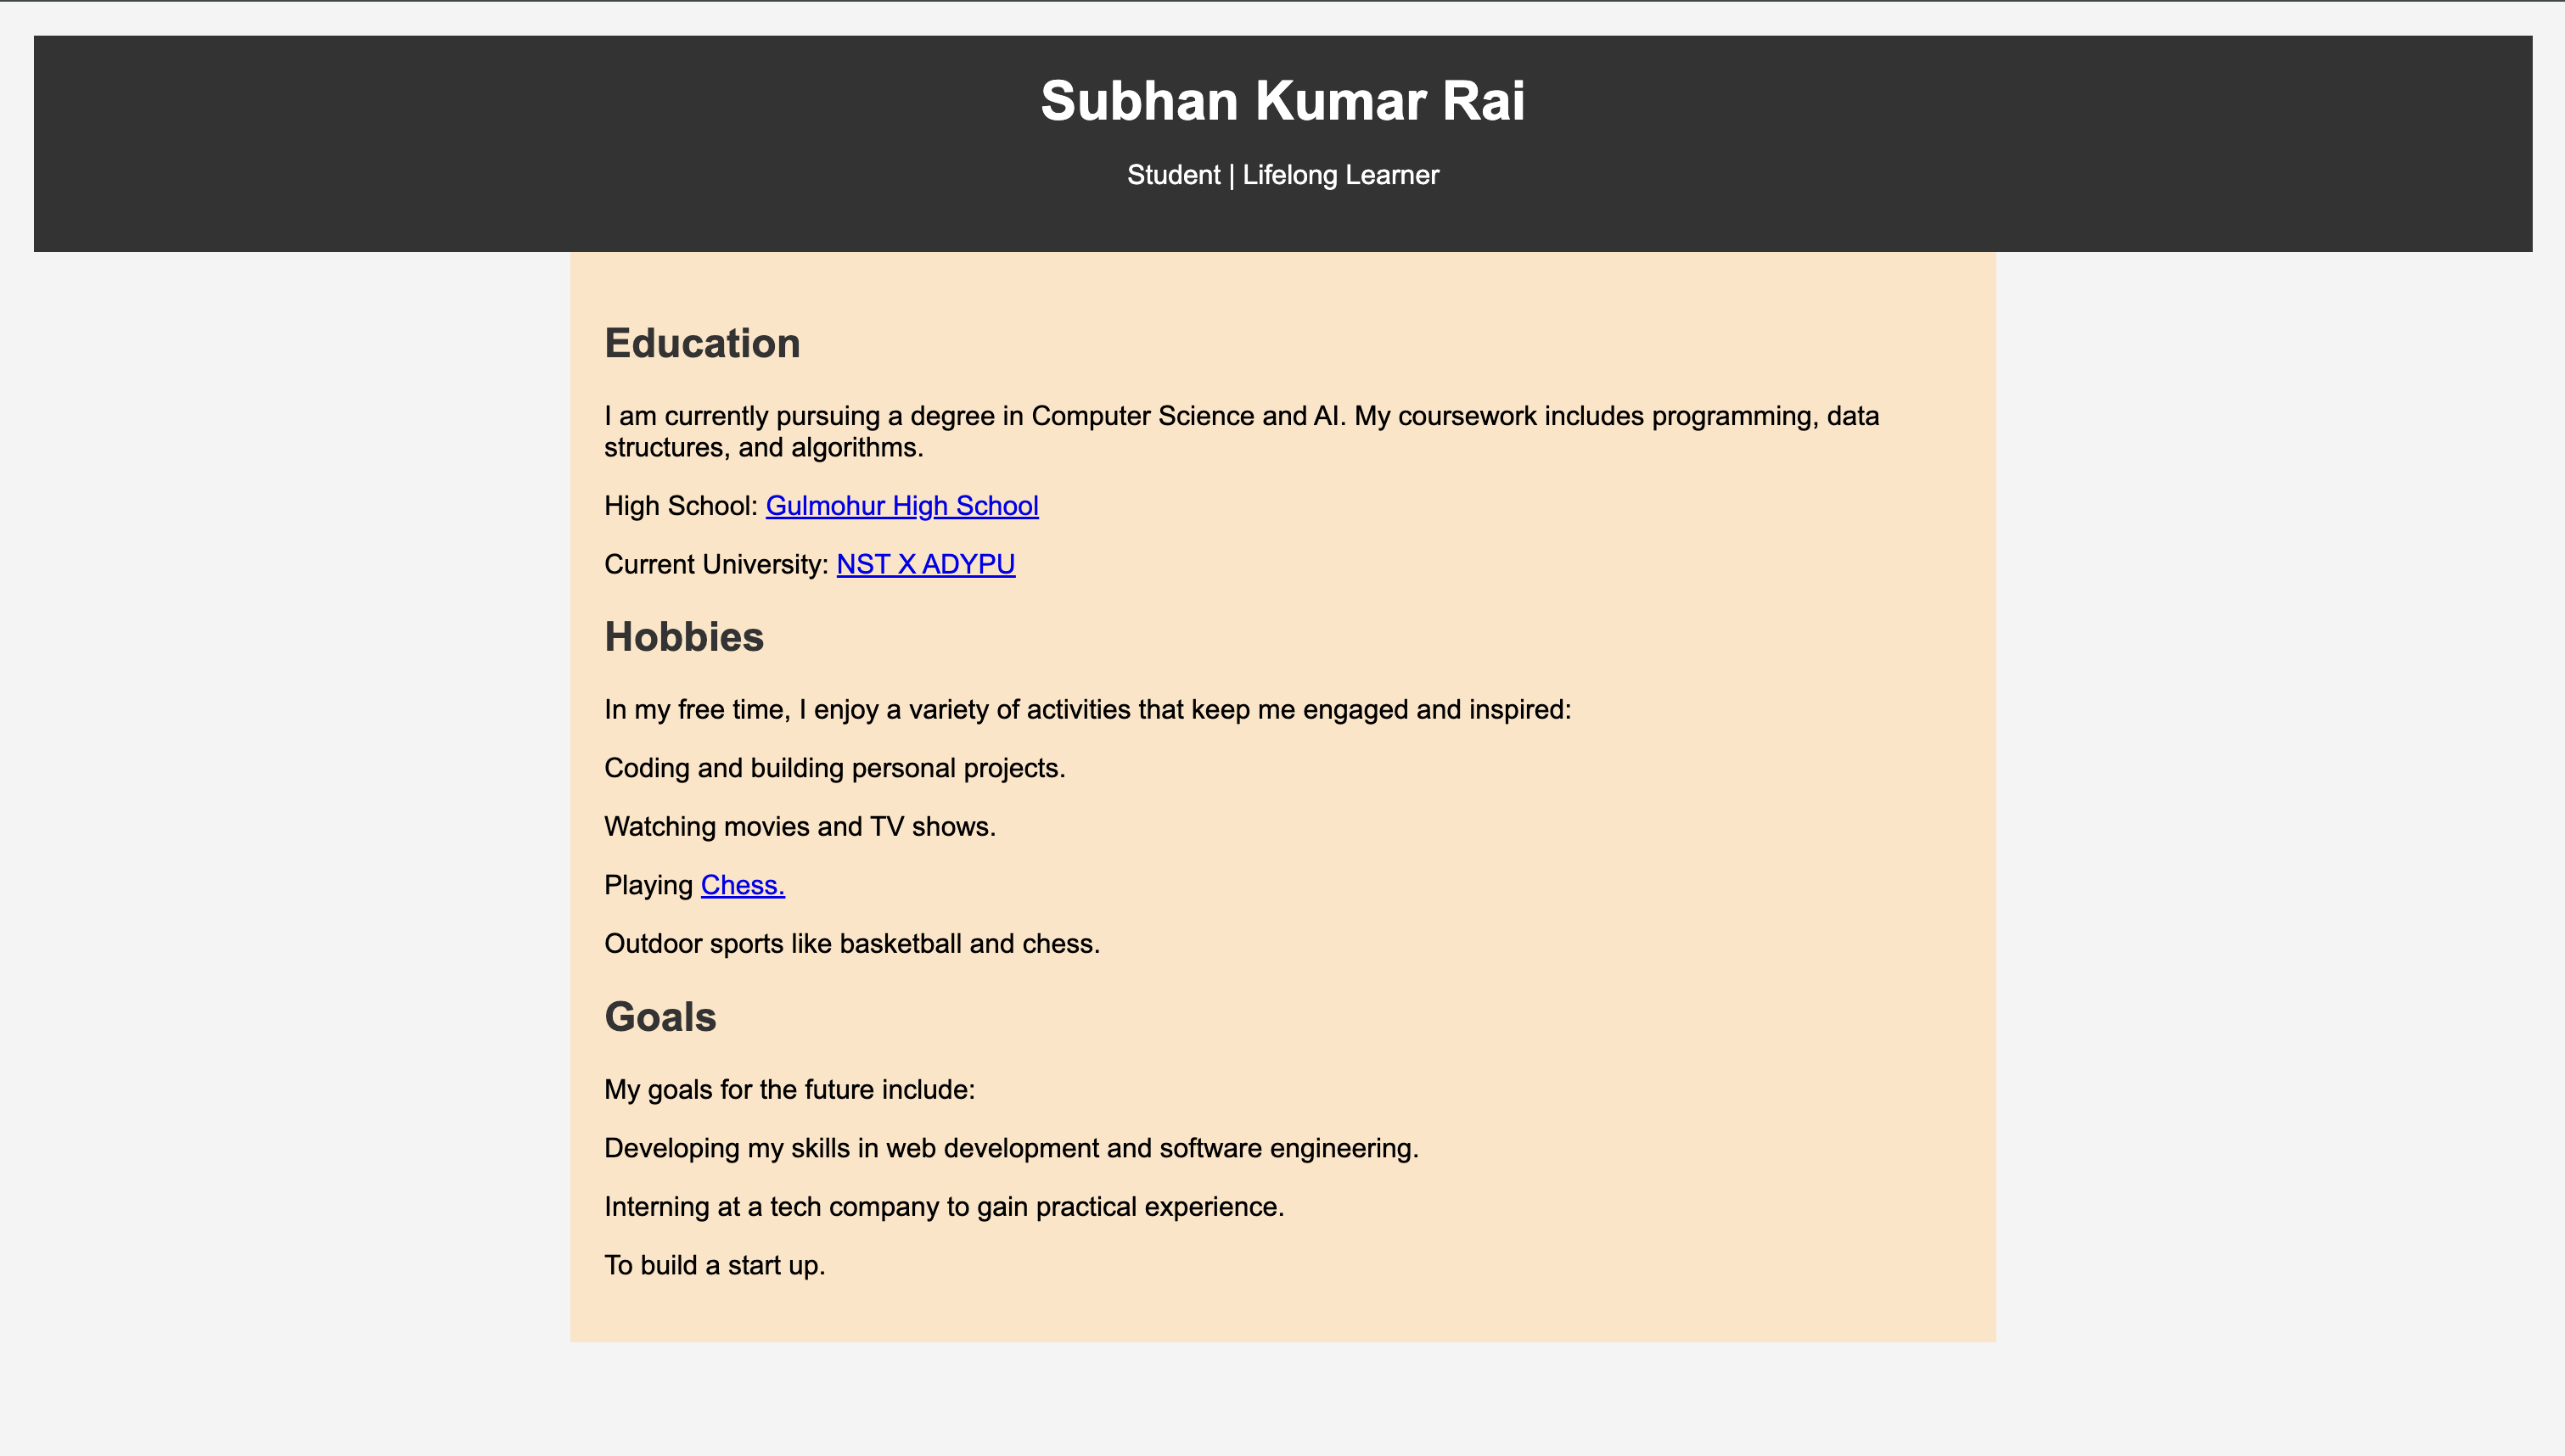 Subhan Kumar Rai
Student | Lifelong Learner
Education
I am currently pursuing a degree in Computer Science and AI. My coursework includes programming, data
structures, and algorithms.
High School: Gulmohur High School
Current University: NST X ADYPU
Hobbies
In my free time, I enjoy a variety of activities that keep me engaged and inspired:
Coding and building personal projects.
Watching movies and TV shows.
Playing Chess.
Outdoor sports like basketball and chess.
Goals
My goals for the future include:
Developing my skills in web development and software engineering.
Interning at a tech company to gain practical experience.
To build a start up.